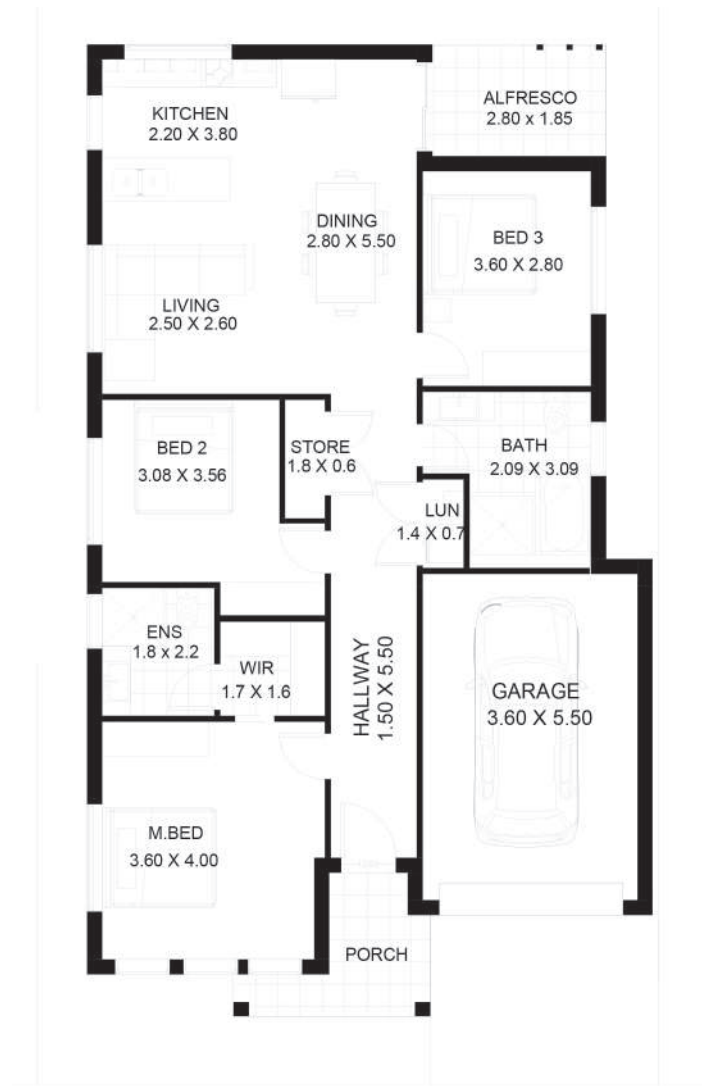 KITCHEN
2.20 X 3.80
ALFRESCO
2.80 x 1.85
DINING
2.80 X 5.50
BED 3
3.60 X 2.80
LIVING
2.50 X 2.60
BED 2
3.08 X 3.56
STORE
1.8 X 0.6
BATH
2.09 X 3.09
LUN
1.4 X 0.7
ENS
1.8 x 2.2
WIR
1.7 X 1.6
HALLWAY
1.50 X 5.50
GARAGE
3.60 X 5.50
M.BED
3.60 X 4.00
PORCH